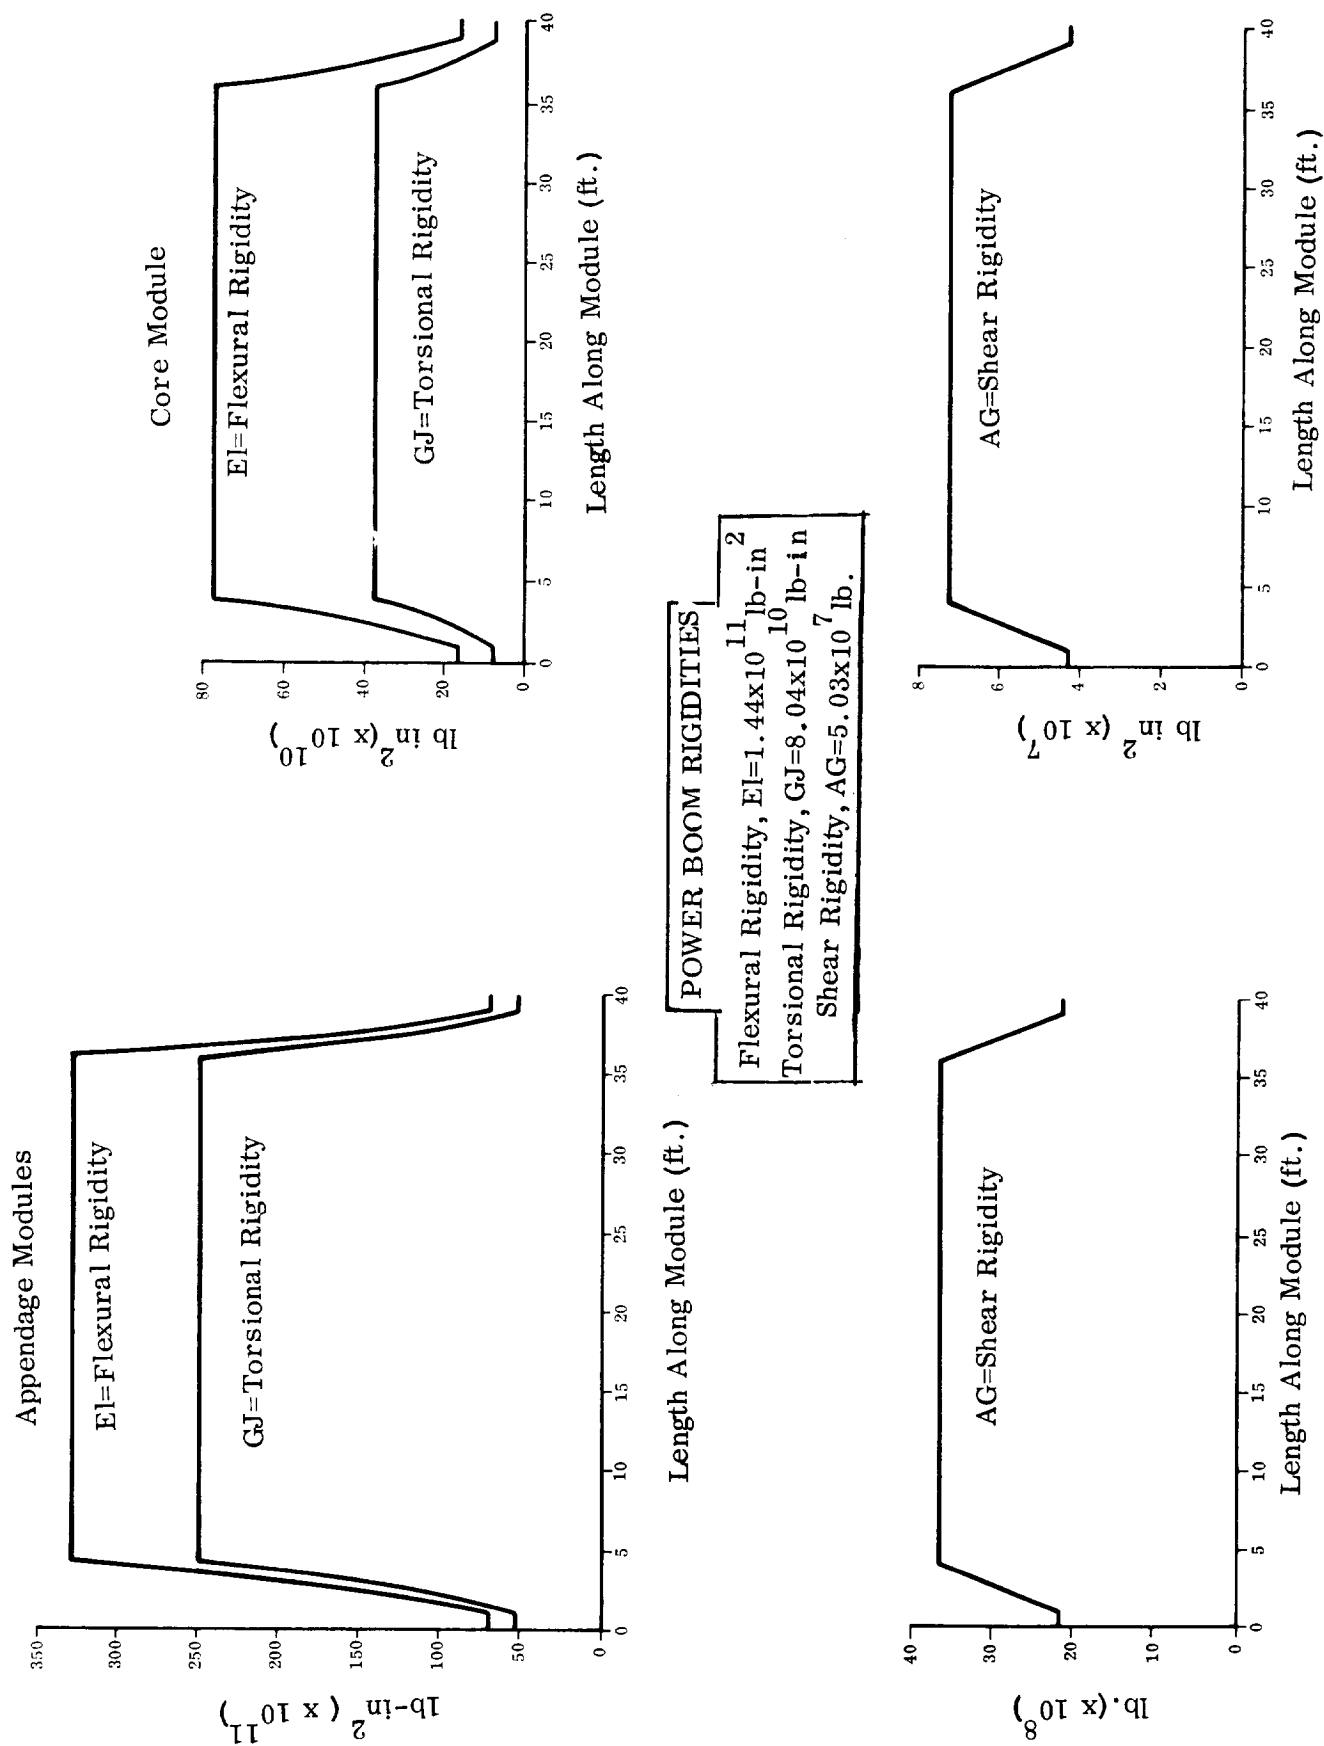 Appendage Modules
350
300
250
200
150
100
50
0
lb-in² (x 10¹¹)
EI=Flexural Rigidity
GJ=Torsional Rigidity
0 5 10 15 20 25 30 35 40
Length Along Module (ft.)
Core Module
80
60
40
20
0
lb in² (x 10¹⁰)
EI=Flexural Rigidity
GJ=Torsional Rigidity
0 5 10 15 20 25 30 35 40
Length Along Module (ft.)
POWER BOOM RIGIDITIES
Flexural Rigidity, EI=1.44x10¹¹ lb-in²
Torsional Rigidity, GJ=8.04x10¹⁰ lb-in
Shear Rigidity, AG=5.03x10⁷ lb.
40
30
20
10
0
lb. (x 10⁸)
AG=Shear Rigidity
0 5 10 15 20 25 30 35 40
Length Along Module (ft.)
8
6
4
2
0
lb in² (x 10⁷)
AG=Shear Rigidity
0 5 10 15 20 25 30 35 40
Length Along Module (ft.)